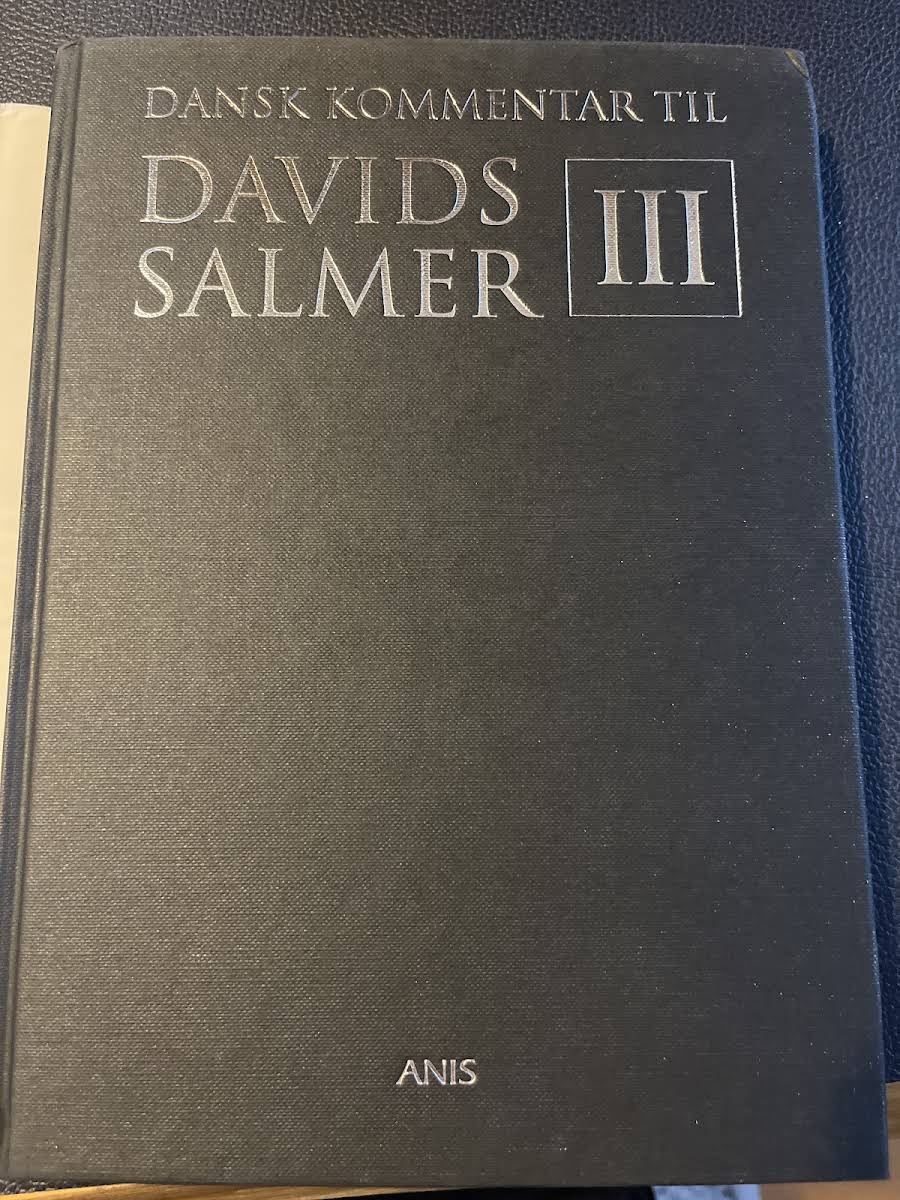 DANSK KOMMENTAR TIL
DAVIDS
SALMER
III
ANIS